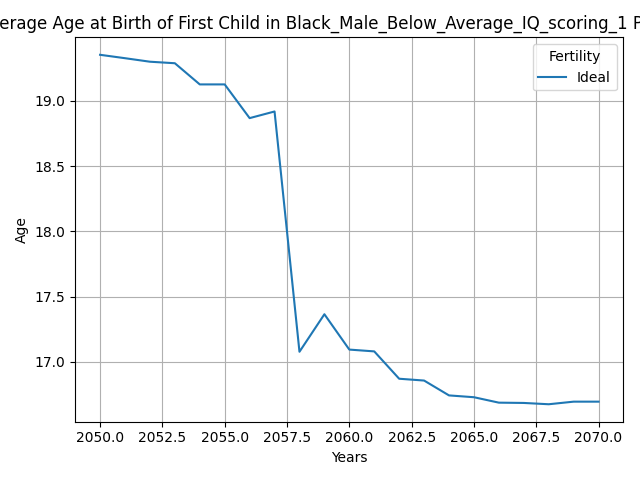 erage Age at Birth of First Child in Black_Male_Below_Average_IQ_scoring_1
Fertility
Ideal
19.0
18.5
18.0
17.5
17.0
Age
2050.0 2052.5 2055.0 2057.5 2060.0 2062.5 2065.0 2067.5 2070.0
Years